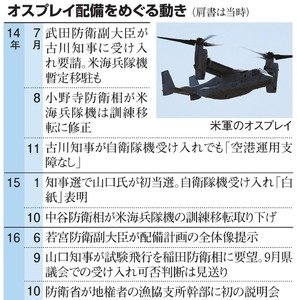 オスプレイ配備をめぐる動き（肩書は当時）
14年
7月
武田防衛副大臣が
古川知事に受け入
れ要請。米海兵隊機
暫定移駐も
8
小野寺防衛相が米
海兵隊機は訓練移
転に修正
米軍のオスプレイ
11
古川知事が自衛隊機受け入れでも「空港運用支
障なし」
15
1
知事選で山口氏が初当選。自衛隊機受け入れ「白
紙」表明
10
中谷防衛相が米海兵隊機の訓練移転取り下げ
16
6
若宮防衛副大臣が配備計画の全体像提示
9
山口知事が試験飛行を稲田防衛相に要望。9月県
議会での受け入れ可否判断は見送り
10
防衛省が地権者の漁協支所幹部に初の説明会